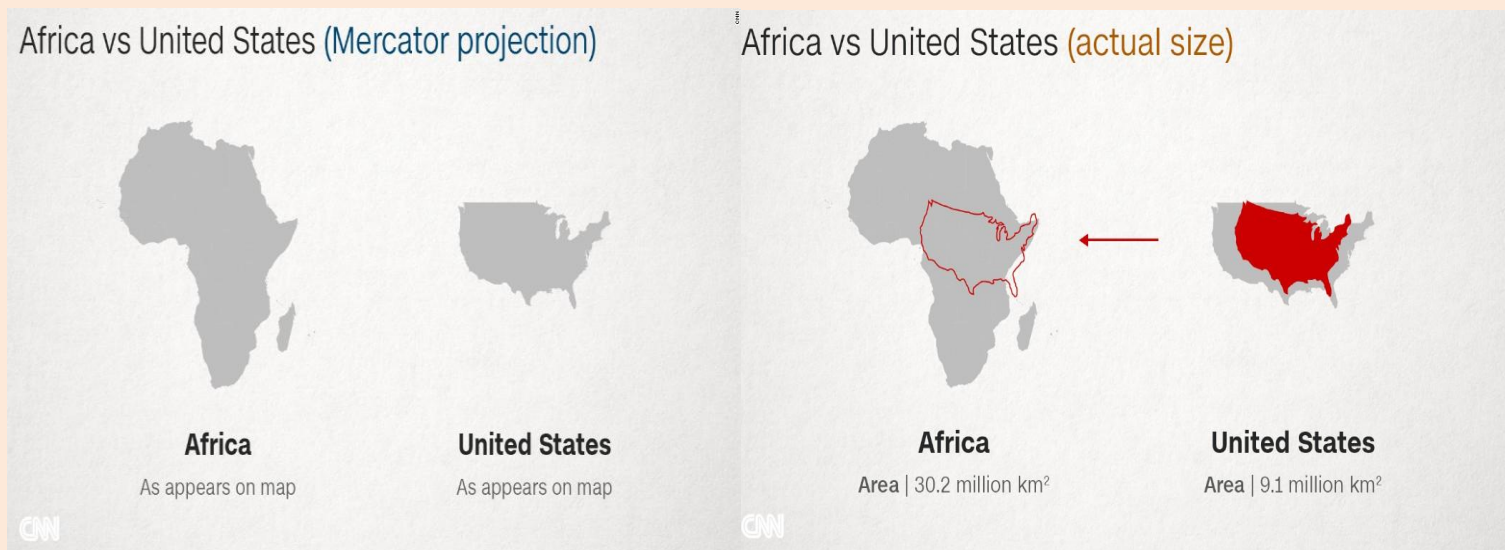 Africa vs United States (Mercator projection)
Africa
As appears on map
United States
As appears on map
CNN
CNN
Africa vs United States (actual size)
Africa
Area | 30.2 million km²
United States
Area | 9.1 million km²
CNN